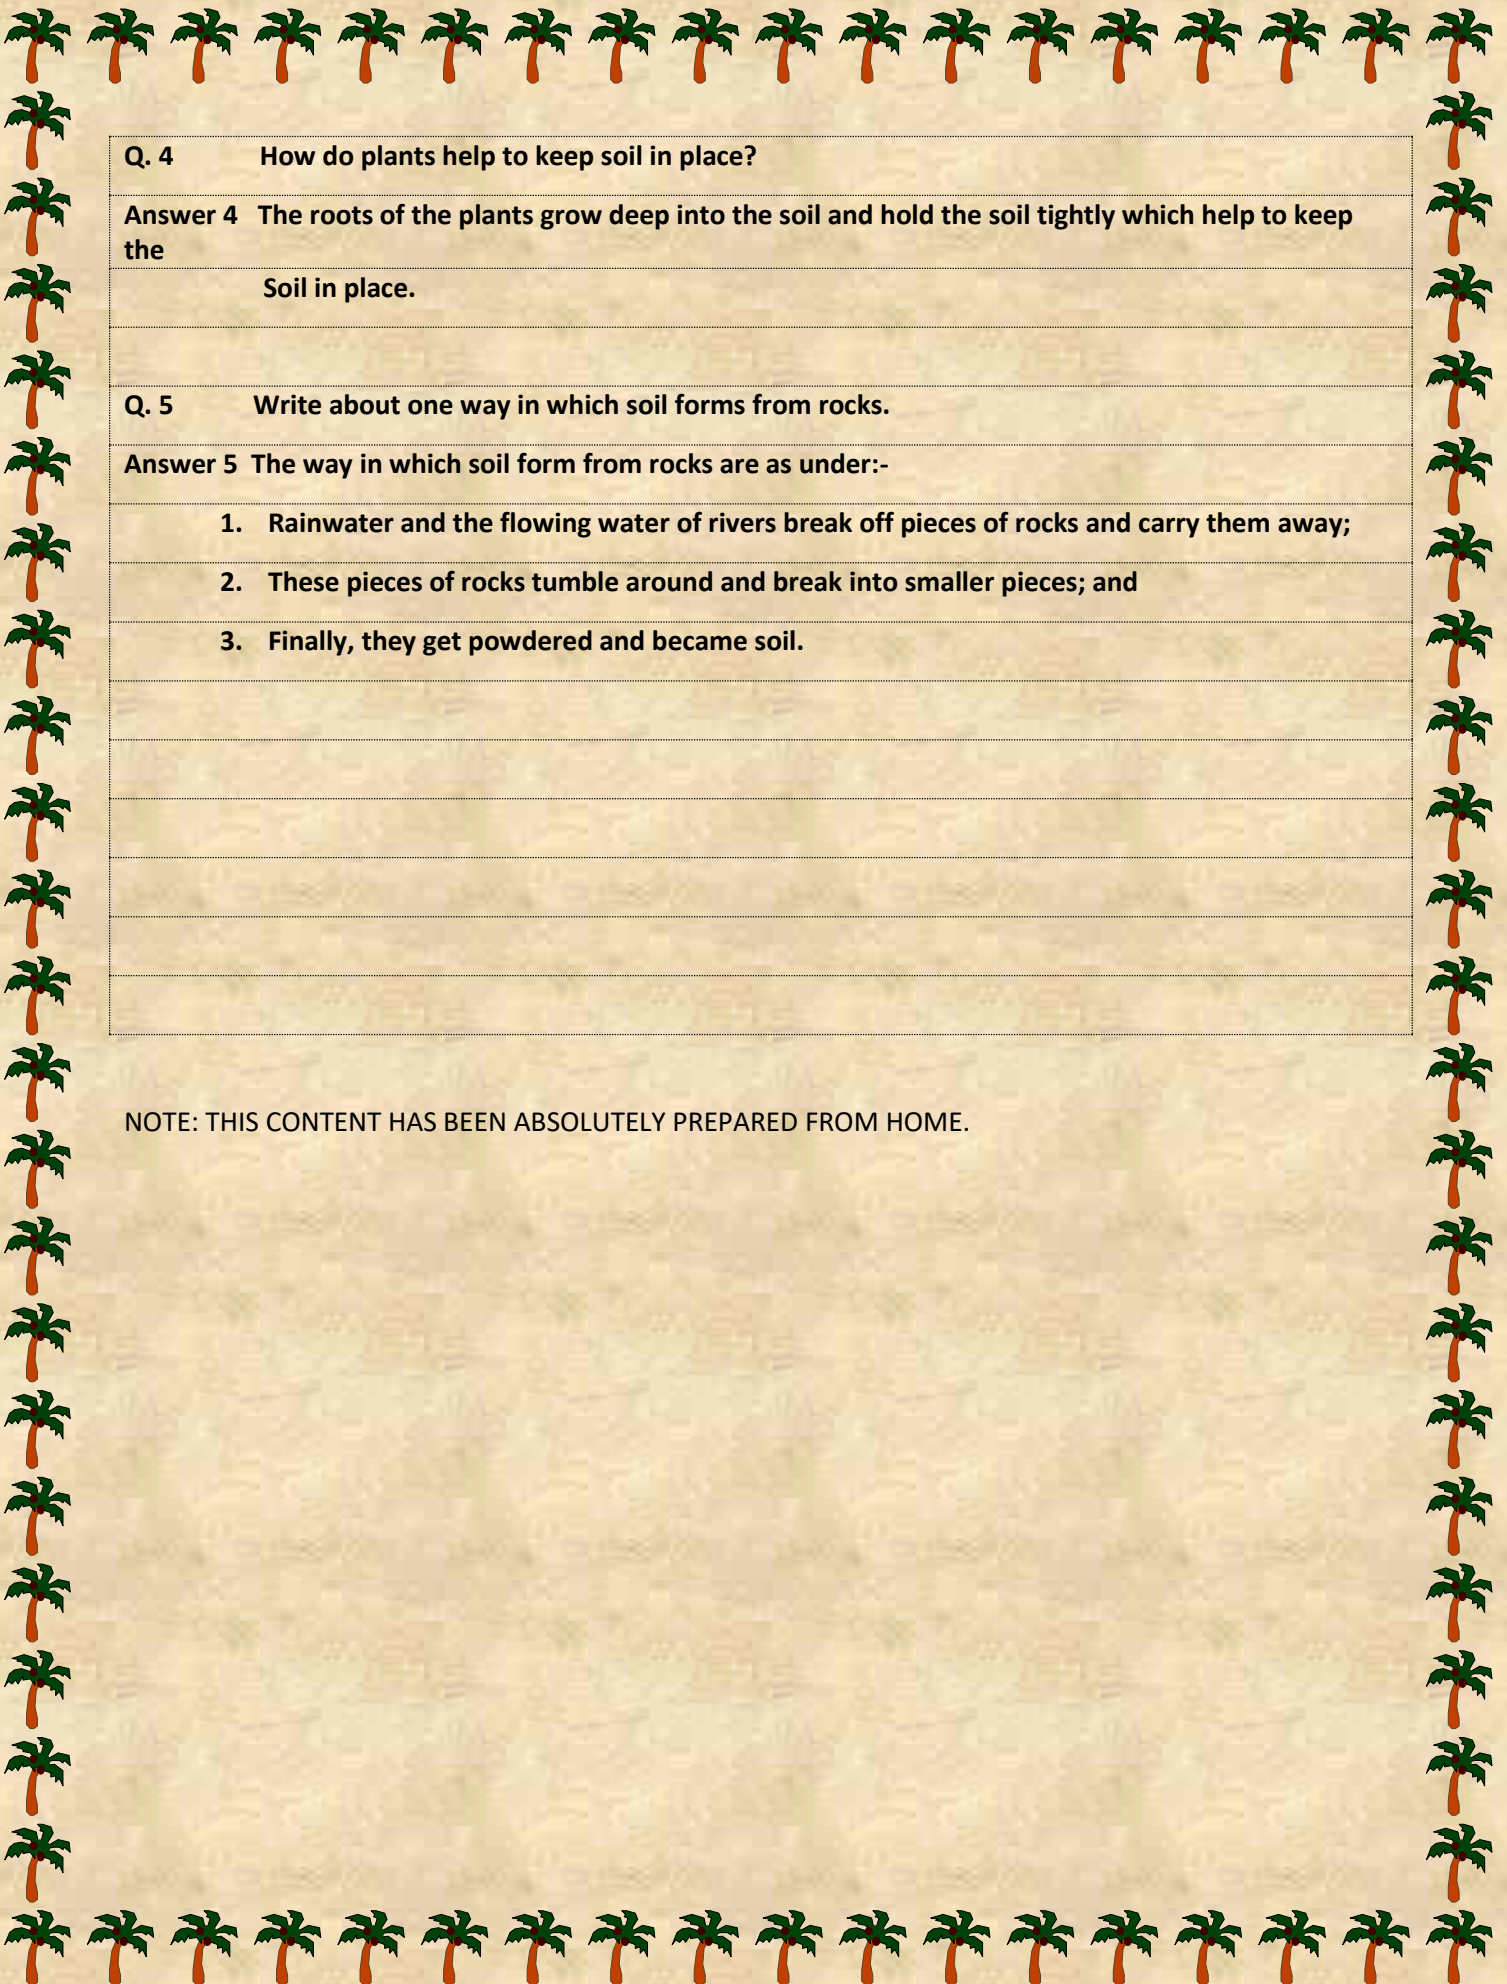 Q. 4 How do plants help to keep soil in place?
Answer 4 The roots of the plants grow deep into the soil and hold the soil tightly which help to keep
the
Soil in place.
Q. 5 Write about one way in which soil forms from rocks.
Answer 5 The way in which soil form from rocks are as under:-
1. Rainwater and the flowing water of rivers break off pieces of rocks and carry them away;
2. These pieces of rocks tumble around and break into smaller pieces; and
3. Finally, they get powdered and became soil.
NOTE: THIS CONTENT HAS BEEN ABSOLUTELY PREPARED FROM HOME.